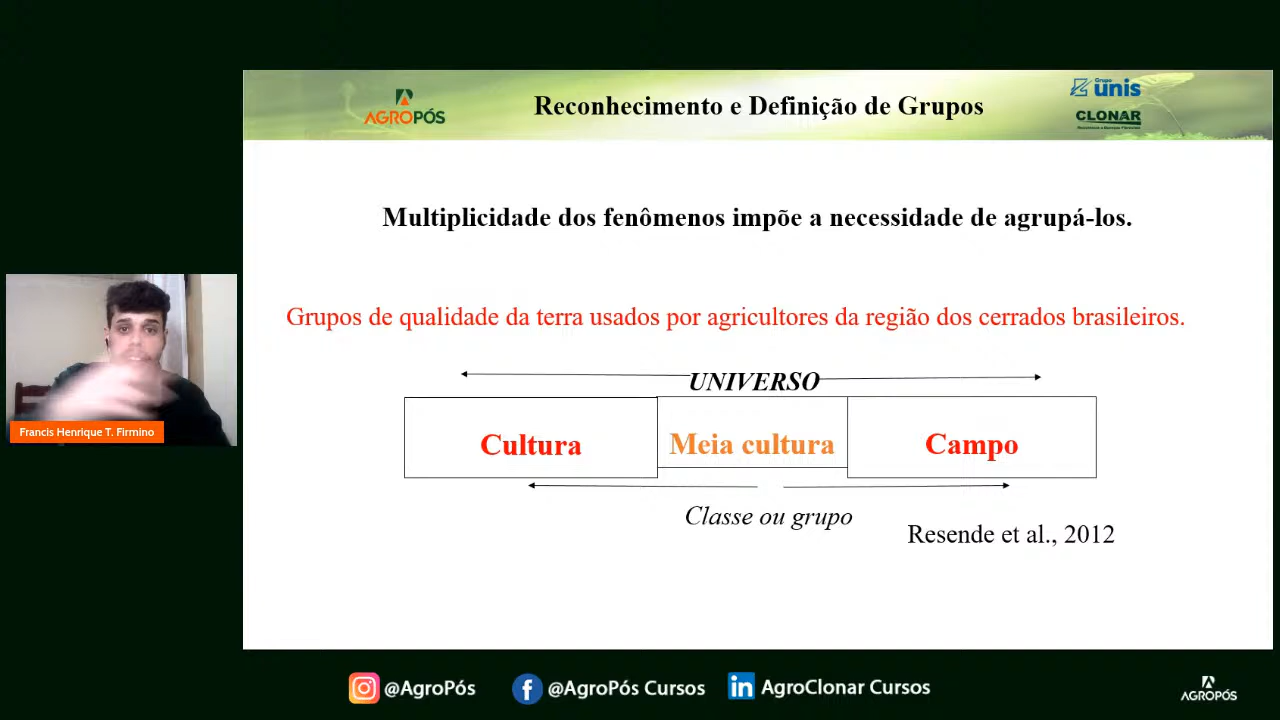 AGROPÓS
Reconhecimento e Definição de Grupos
Grupo
unis
CLONAR
Multiplicidade dos fenômenos impõe a necessidade de agrupá-los.
Grupos de qualidade da terra usados por agricultores da região dos cerrados brasileiros.
UNIVERSO
Cultura
Meia cultura
Campo
Classe ou grupo
Resende et al., 2012
Francis Henrique T. Firmino
@AgroPós
@AgroPós Cursos
AgroClonar Cursos
AGROPÓS